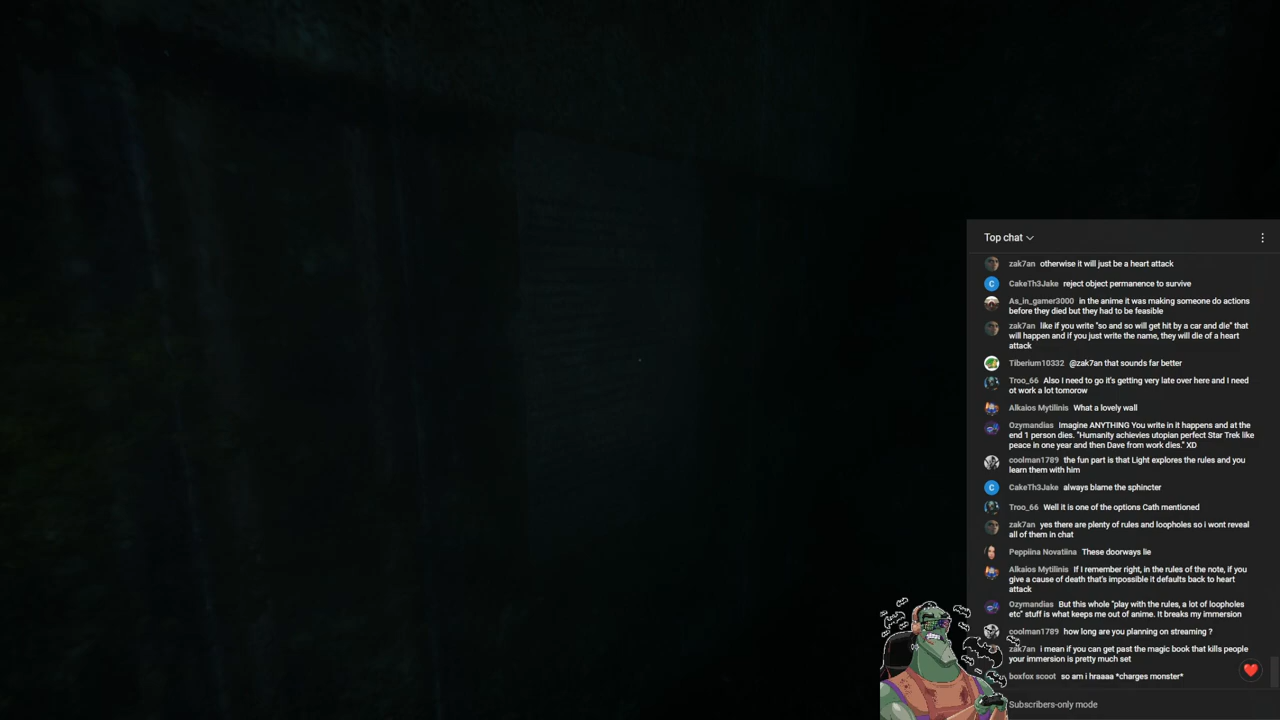 Top chat
zak7an otherwise it will just be a heart attack
CakeTh3Jake reject object permanence to survive
As_in_gamer3000 in the anime it was making someone do actions
before they died but they had to be feasible
zak7an like if you write "so and so will get hit by a car and die" that
will happen and if you just write the name, they will die of a heart
attack
Tiberium10332 @zak7an that sounds far better
Troo_66 Also I need to go it's getting very late over here and I need
ot work a lot tomorow
Alkaios Mytilinis What a lovely wall
Ozymandias Imagine ANYTHING You write in it happens and at the
end 1 person dies. "Humanity achievies utopian perfect Star Trek like
peace in one year and then Dave from work dies." XD
coolman1789 the fun part is that Light explores the rules and you
learn them with him
C CakeTh3Jake always blame the sphincter
Troo_66 Well it is one of the options Cath mentioned
zak7an yes there are plenty of rules and loopholes so i wont reveal
all of them in chat
Peppiina Novatiina These doorways lie
Alkaios Mytilinis If I remember right, in the rules of the note, if you
give a cause of death that's impossible it defaults back to heart
attack
Ozymandias But this whole "play with the rules, a lot of loopholes
etc" stuff is what keeps me out of anime. It breaks my immersion
coolman1789 how long are you planning on streaming ?
zak7an i mean if you can get past the magic book that kills people
your immersion is pretty much set
boxfox scoot so am i hraaaa *charges monster*
Subscribers-only mode